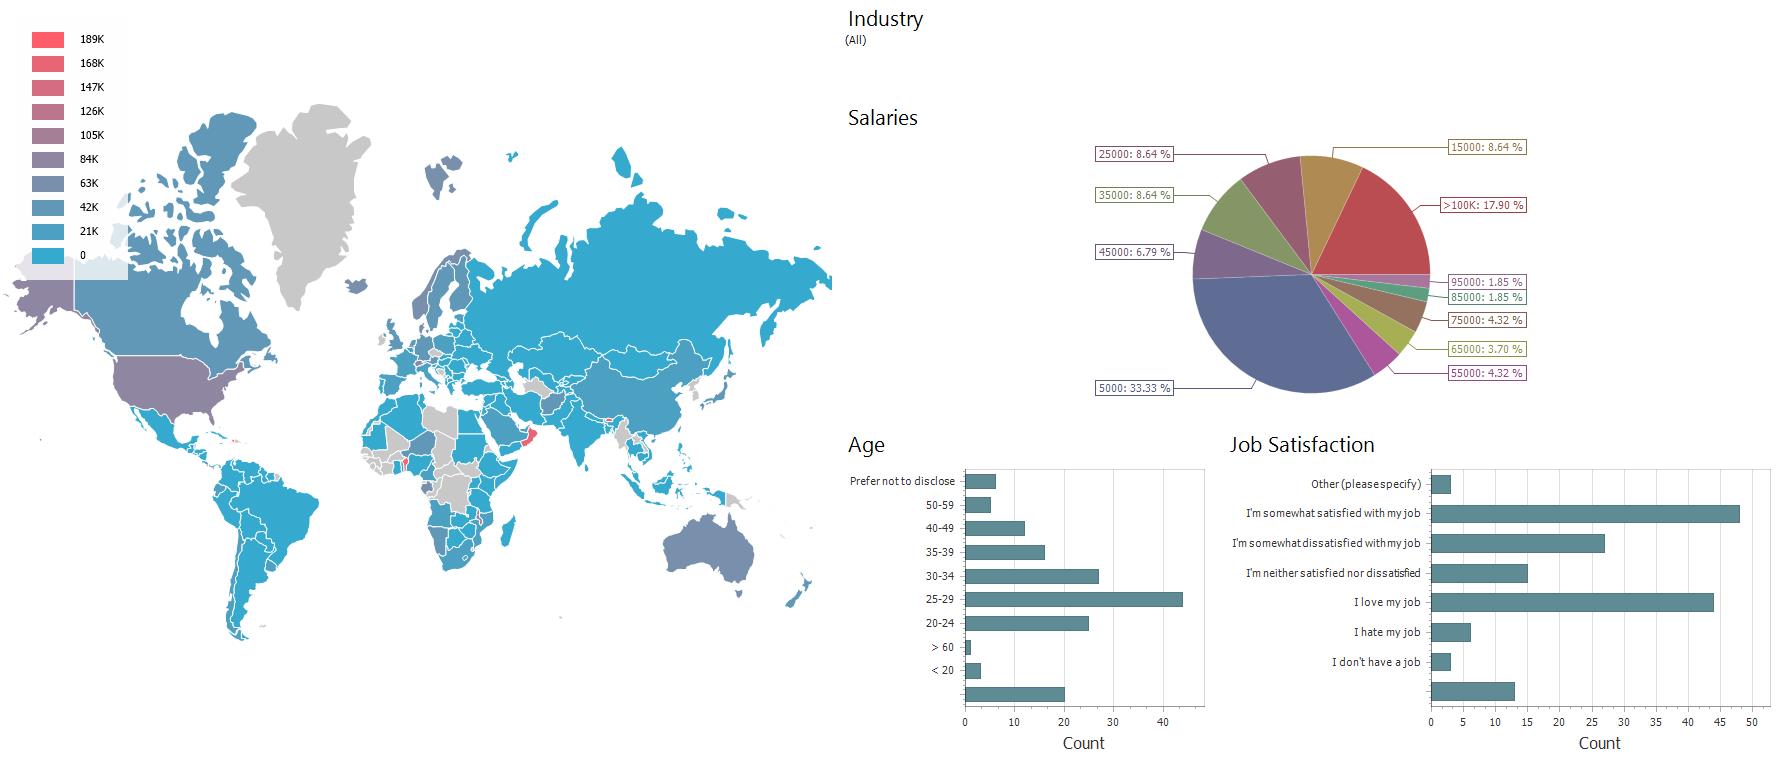 189K
168K
147K
126K
105K
84K
63K
42K
21K
0
Industry
(All)
Salaries
25000: 8.64 %
15000: 8.64 %
35000: 8.64 %
>100K: 17.90 %
45000: 6.79 %
95000: 1.85 %
85000: 1.85 %
75000: 4.32 %
65000: 3.70 %
55000: 4.32 %
5000: 33.33 %
Age
Prefer not to disclose
50-59
40-49
35-39
30-34
25-29
20-24
> 60
< 20
0 10 20 30 40
Count
Job Satisfaction
Other (please specify)
I'm somewhat satisfied with my job
I'm somewhat dissatisfied with my job
I'm neither satisfied nor dissatisfied
I love my job
I hate my job
I don't have a job
0 5 10 15 20 25 30 35 40 45 50
Count